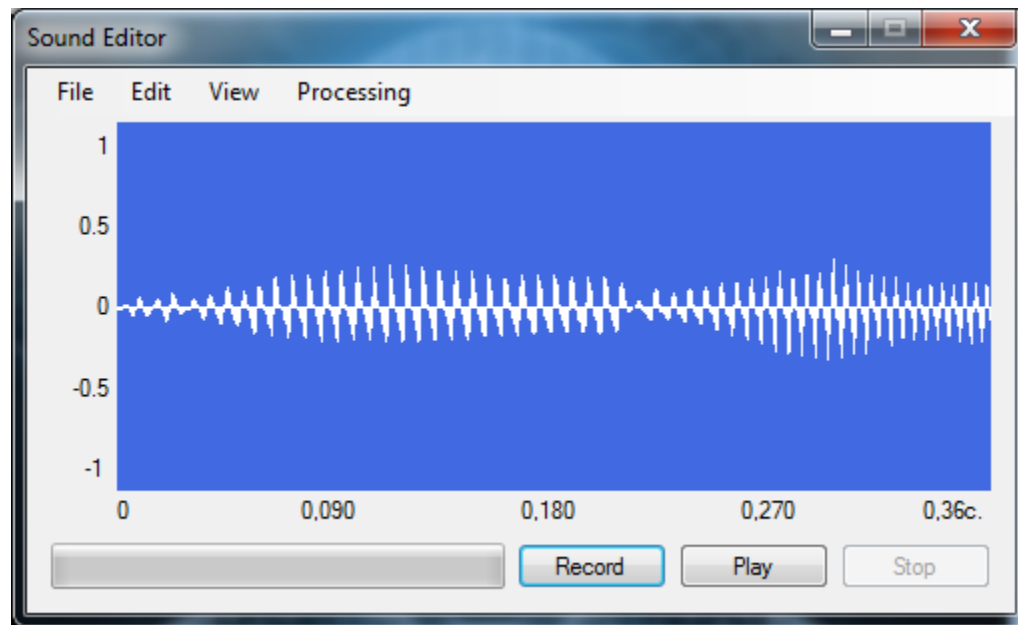 Sound Editor
File Edit View Processing
1
0.5
0
-0.5
-1
0 0,090 0,180 0,270 0,36c.
Record Play Stop